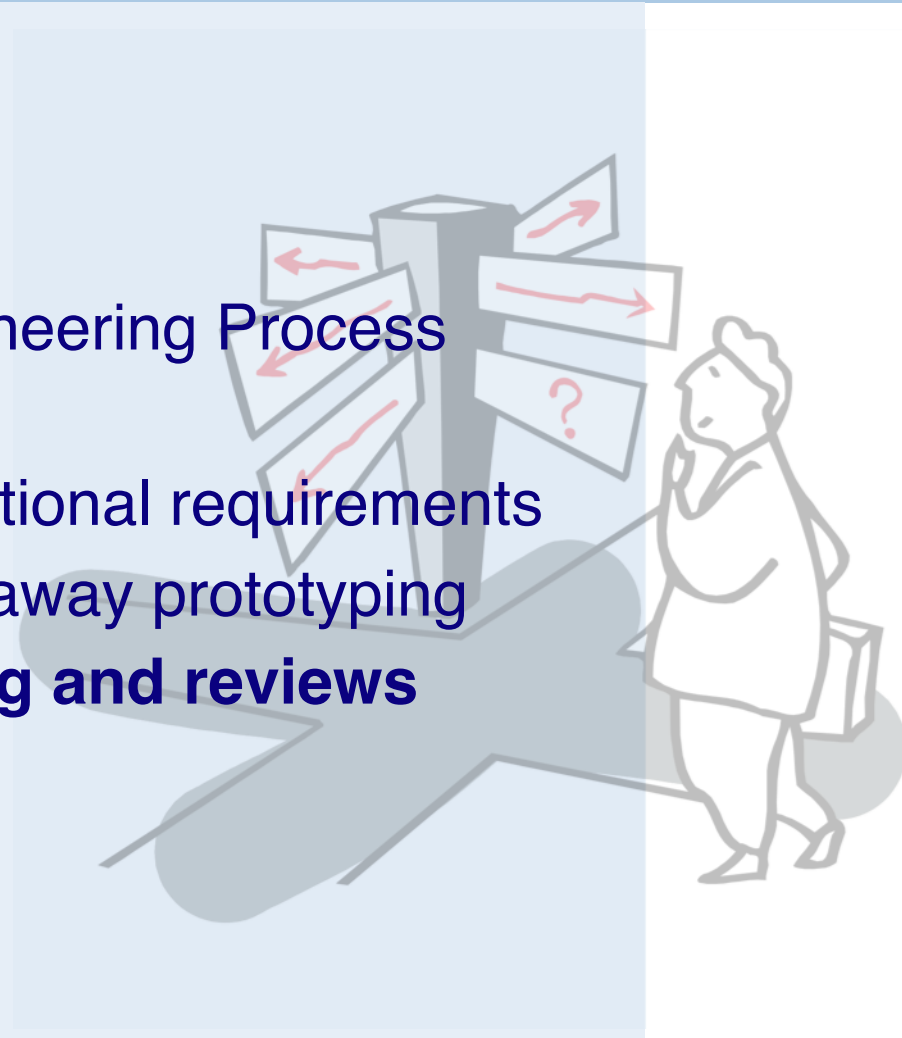 neering Process
tional requirements
away prototyping
g and reviews
?